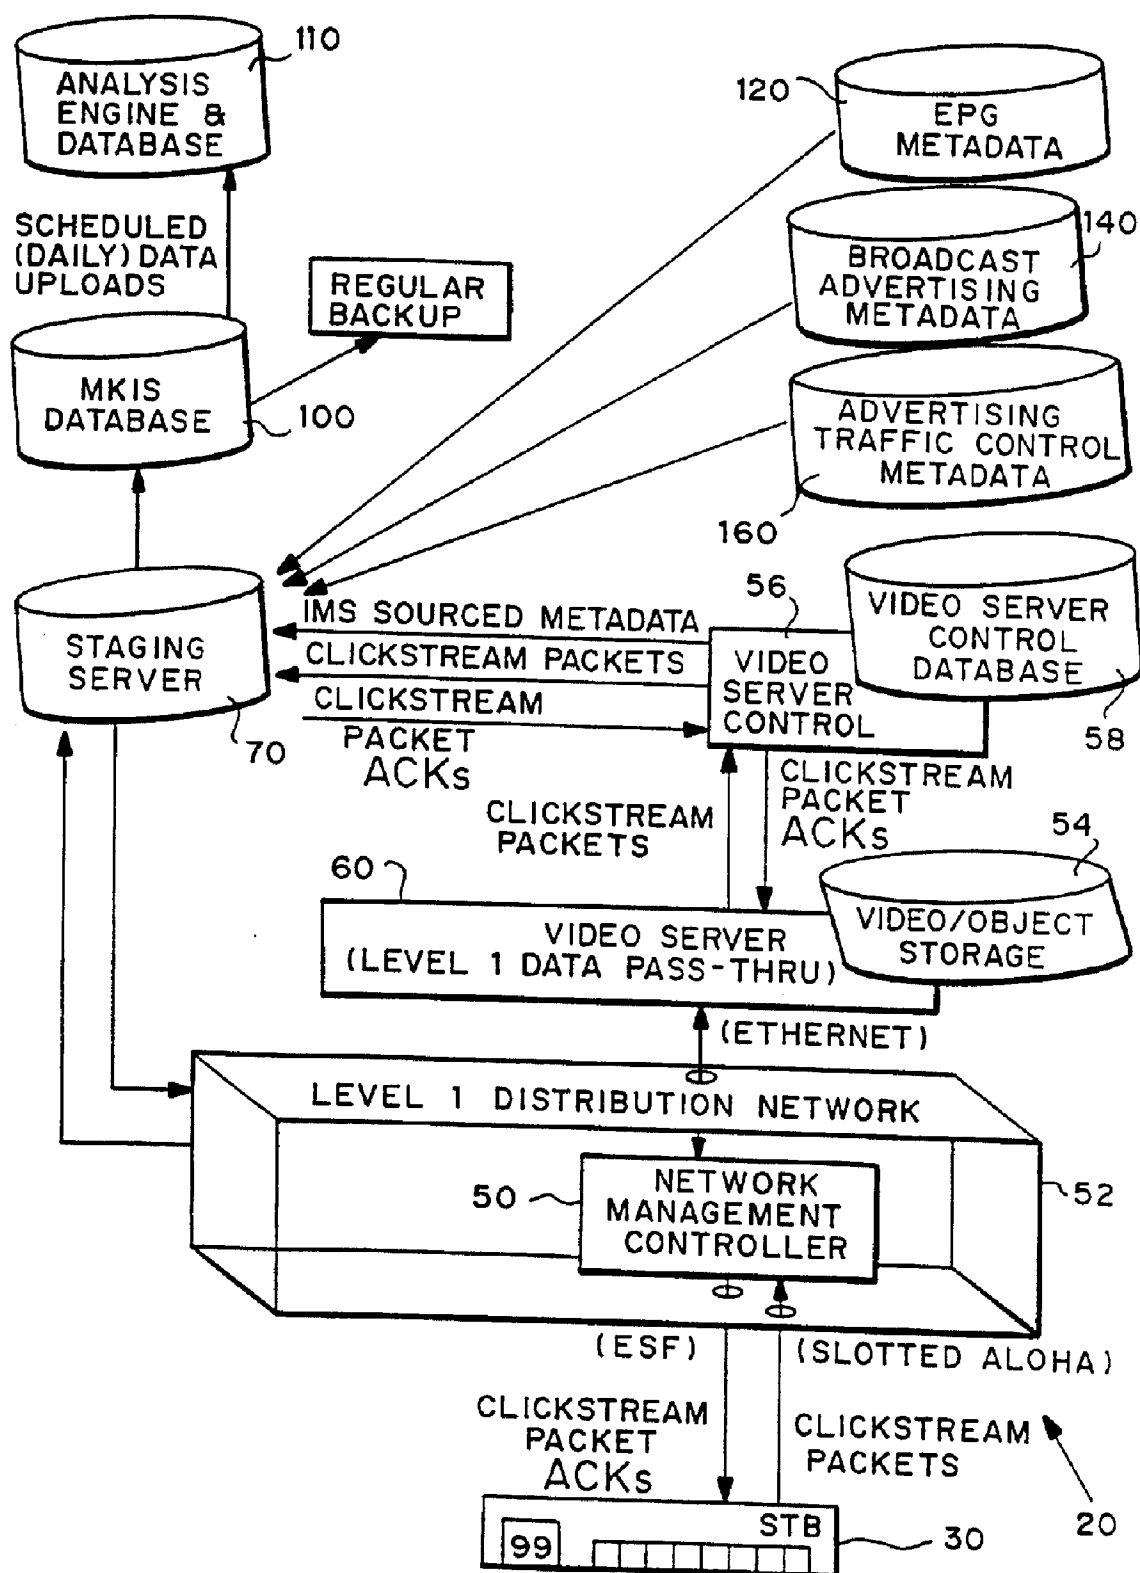 110
ANALYSIS
ENGINE &
DATABASE
120
EPG
METADATA
SCHEDULED
(DAILY) DATA
UPLOADS
REGULAR
BACKUP
140
BROADCAST
ADVERTISING
METADATA
MKIS
DATABASE
100
ADVERTISING
TRAFFIC CONTROL
METADATA
160
STAGING
SERVER
70
IMS SOURCED METADATA
CLICKSTREAM PACKETS
CLICKSTREAM
PACKET
ACKs
56
VIDEO
SERVER
CONTROL
VIDEO SERVER
CONTROL
DATABASE
58
CLICKSTREAM
PACKETS
CLICKSTREAM
PACKET
ACKs
54
VIDEO/OBJECT
STORAGE
60
VIDEO SERVER
(LEVEL 1 DATA PASS-THRU)
(ETHERNET)
LEVEL 1 DISTRIBUTION NETWORK
50
NETWORK
MANAGEMENT
CONTROLLER
52
(ESF)
(SLOTTED ALOHA)
CLICKSTREAM
PACKET
ACKs
CLICKSTREAM
PACKETS
20
STB
99
30